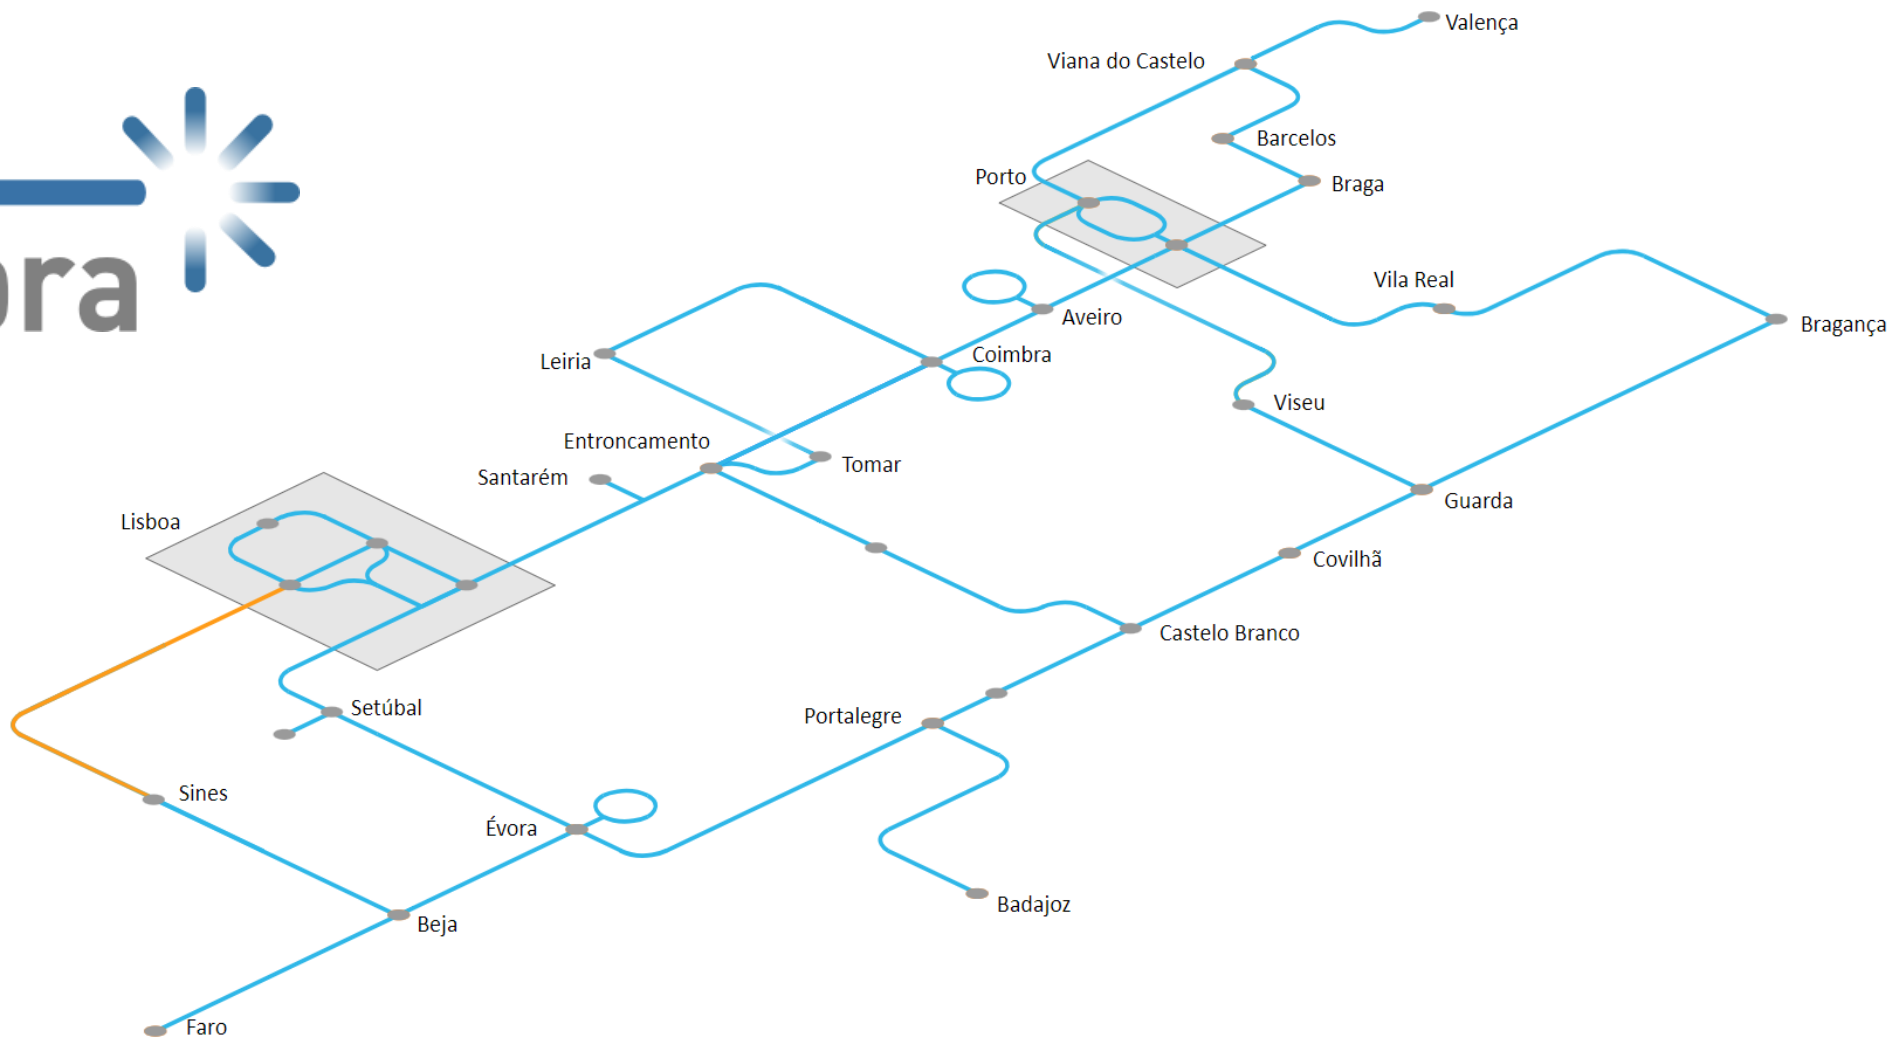 Valença
Viana do Castelo
Barcelos
Porto
Braga
Vila Real
Aveiro
Bragança
Leiria
Coimbra
Viseu
Entroncamento
Tomar
Santarém
Guarda
Lisboa
Covilhã
Castelo Branco
Setúbal
Portalegre
Sines
Évora
Badajoz
Beja
Faro